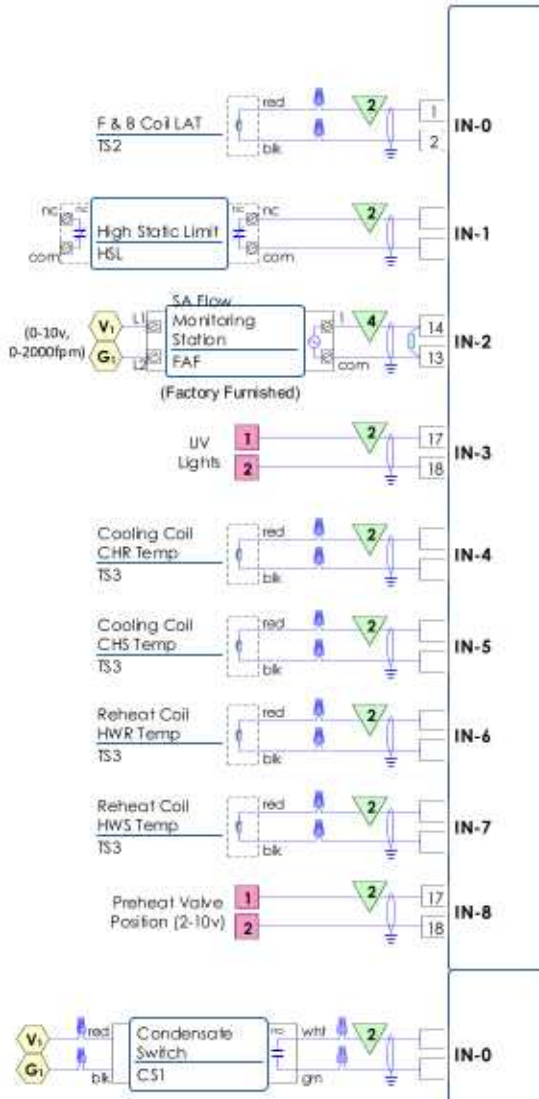 red
2
1
F & B Coil LAT
TS2
blk
2
IN-0
nc
nc
nc
nc
2
High Static Limit
HSL
com
com
IN-1
SA Flow
Monitoring
Station
FAF
V1
L1
1
4
14
(0-10v,
0-2000fpm)
G1
L2
com
13
IN-2
(Factory Furnished)
UV
Lights
1
2
2
17
18
IN-3
Cooling Coil
CHR Temp
TS3
red
blk
2
IN-4
Cooling Coil
CHS Temp
TS3
red
blk
2
IN-5
Reheat Coil
HWR Temp
TS3
red
blk
2
IN-6
Reheat Coil
HWS Temp
TS3
red
blk
2
IN-7
Preheat Valve
Position (2-10v)
1
2
2
17
18
IN-8
V1
G1
red
blk
Condensate
Switch
CS1
no
wht
grn
2
IN-0